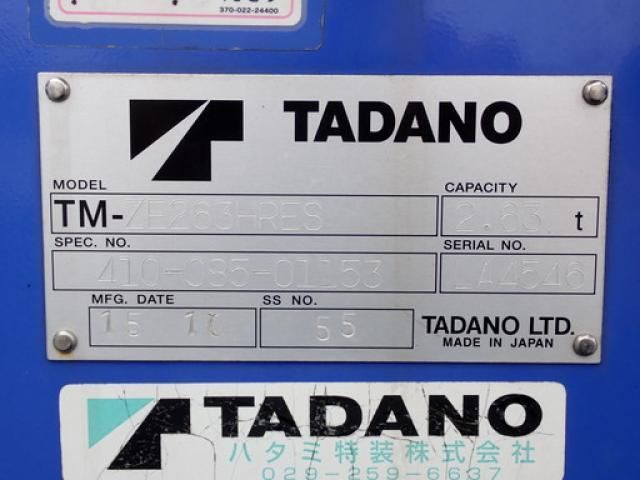 370-022-24400
TADANO
MODEL
CAPACITY
TM-ZE263HRES
2.63 t
SPEC. NO.
SERIAL NO.
410-085-01153
LA4546
MFG. DATE
SS NO.
15
55
TADANO LTD.
MADE IN JAPAN
TADANO
ハタミ特装株式会社
029-259-6637